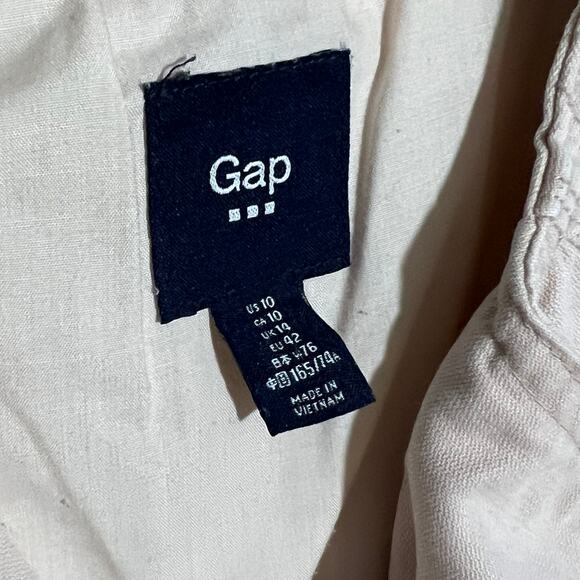 Gap
US 10
CA 10
UK 14
EU 42
日本 W76
中国 165/74A
MADE IN
VIETNAM